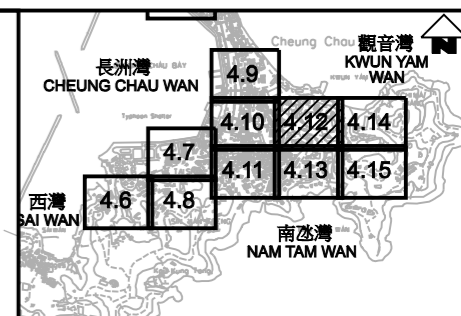 Cheung Chau
觀音灣
KWUN YAM
WAN
長洲灣
CHEUNG CHAU WAN
4.9
Typhoon Shelter
4.10
4.12
4.14
4.7
4.11
4.13
4.15
西灣
SAI WAN
4.6
4.8
南氹灣
NAM TAM WAN
N